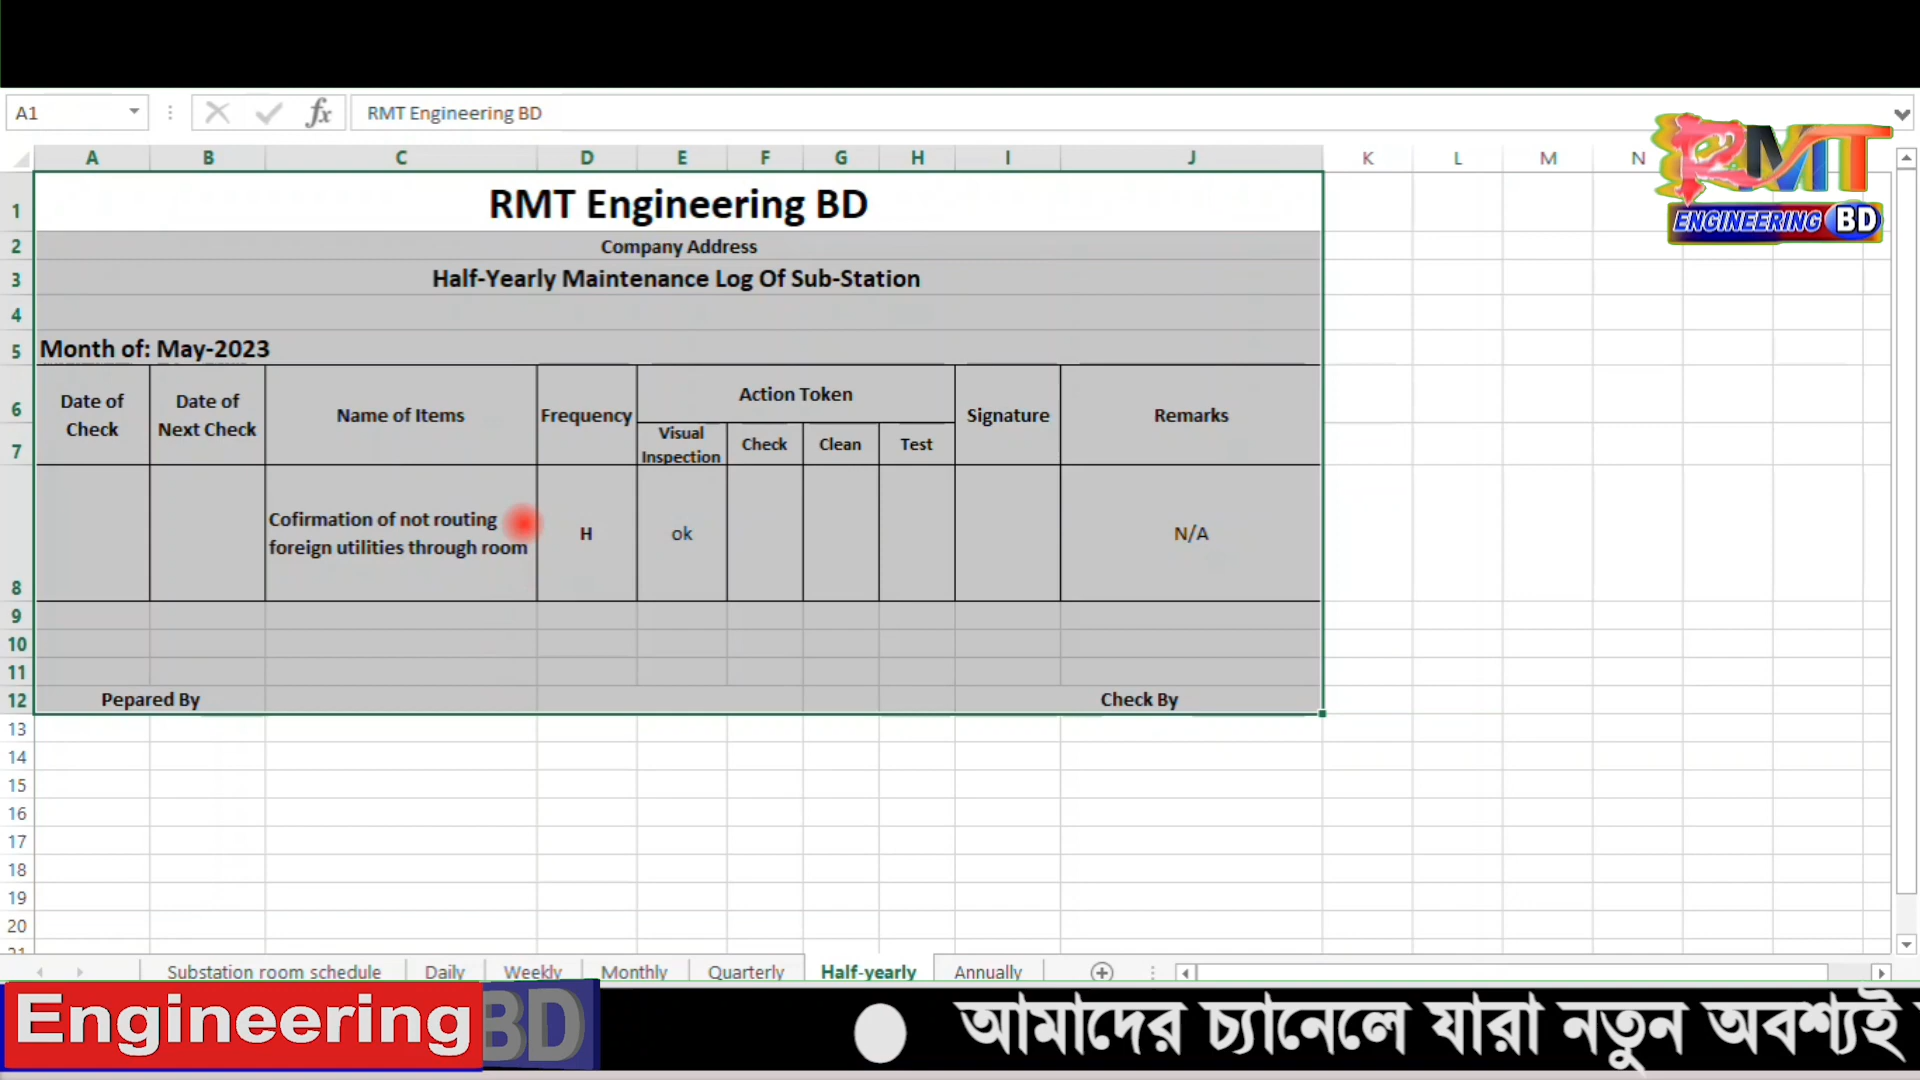 A1
fx
RMT Engineering BD
RMT
ENGINEERING BD
A B C D E F G H I J K L M N
1
RMT Engineering BD
2
Company Address
3
Half-Yearly Maintenance Log Of Sub-Station
4
5
Month of: May-2023
6
Date of Check
Date of Next Check
Name of Items
Frequency
Action Token
Signature
Remarks
7
Visual Inspection
Check
Clean
Test
Cofirmation of not routing
foreign utilities through room
H
ok
N/A
8
9
10
11
12
Pepared By
Check By
13
14
15
16
17
18
19
20
21
Substation room schedule
Daily
Weekly
Monthly
Quarterly
Half-yearly
Annually
Engineering BD
আমাদের চ্যানেলে যারা নতুন অবশ্যই